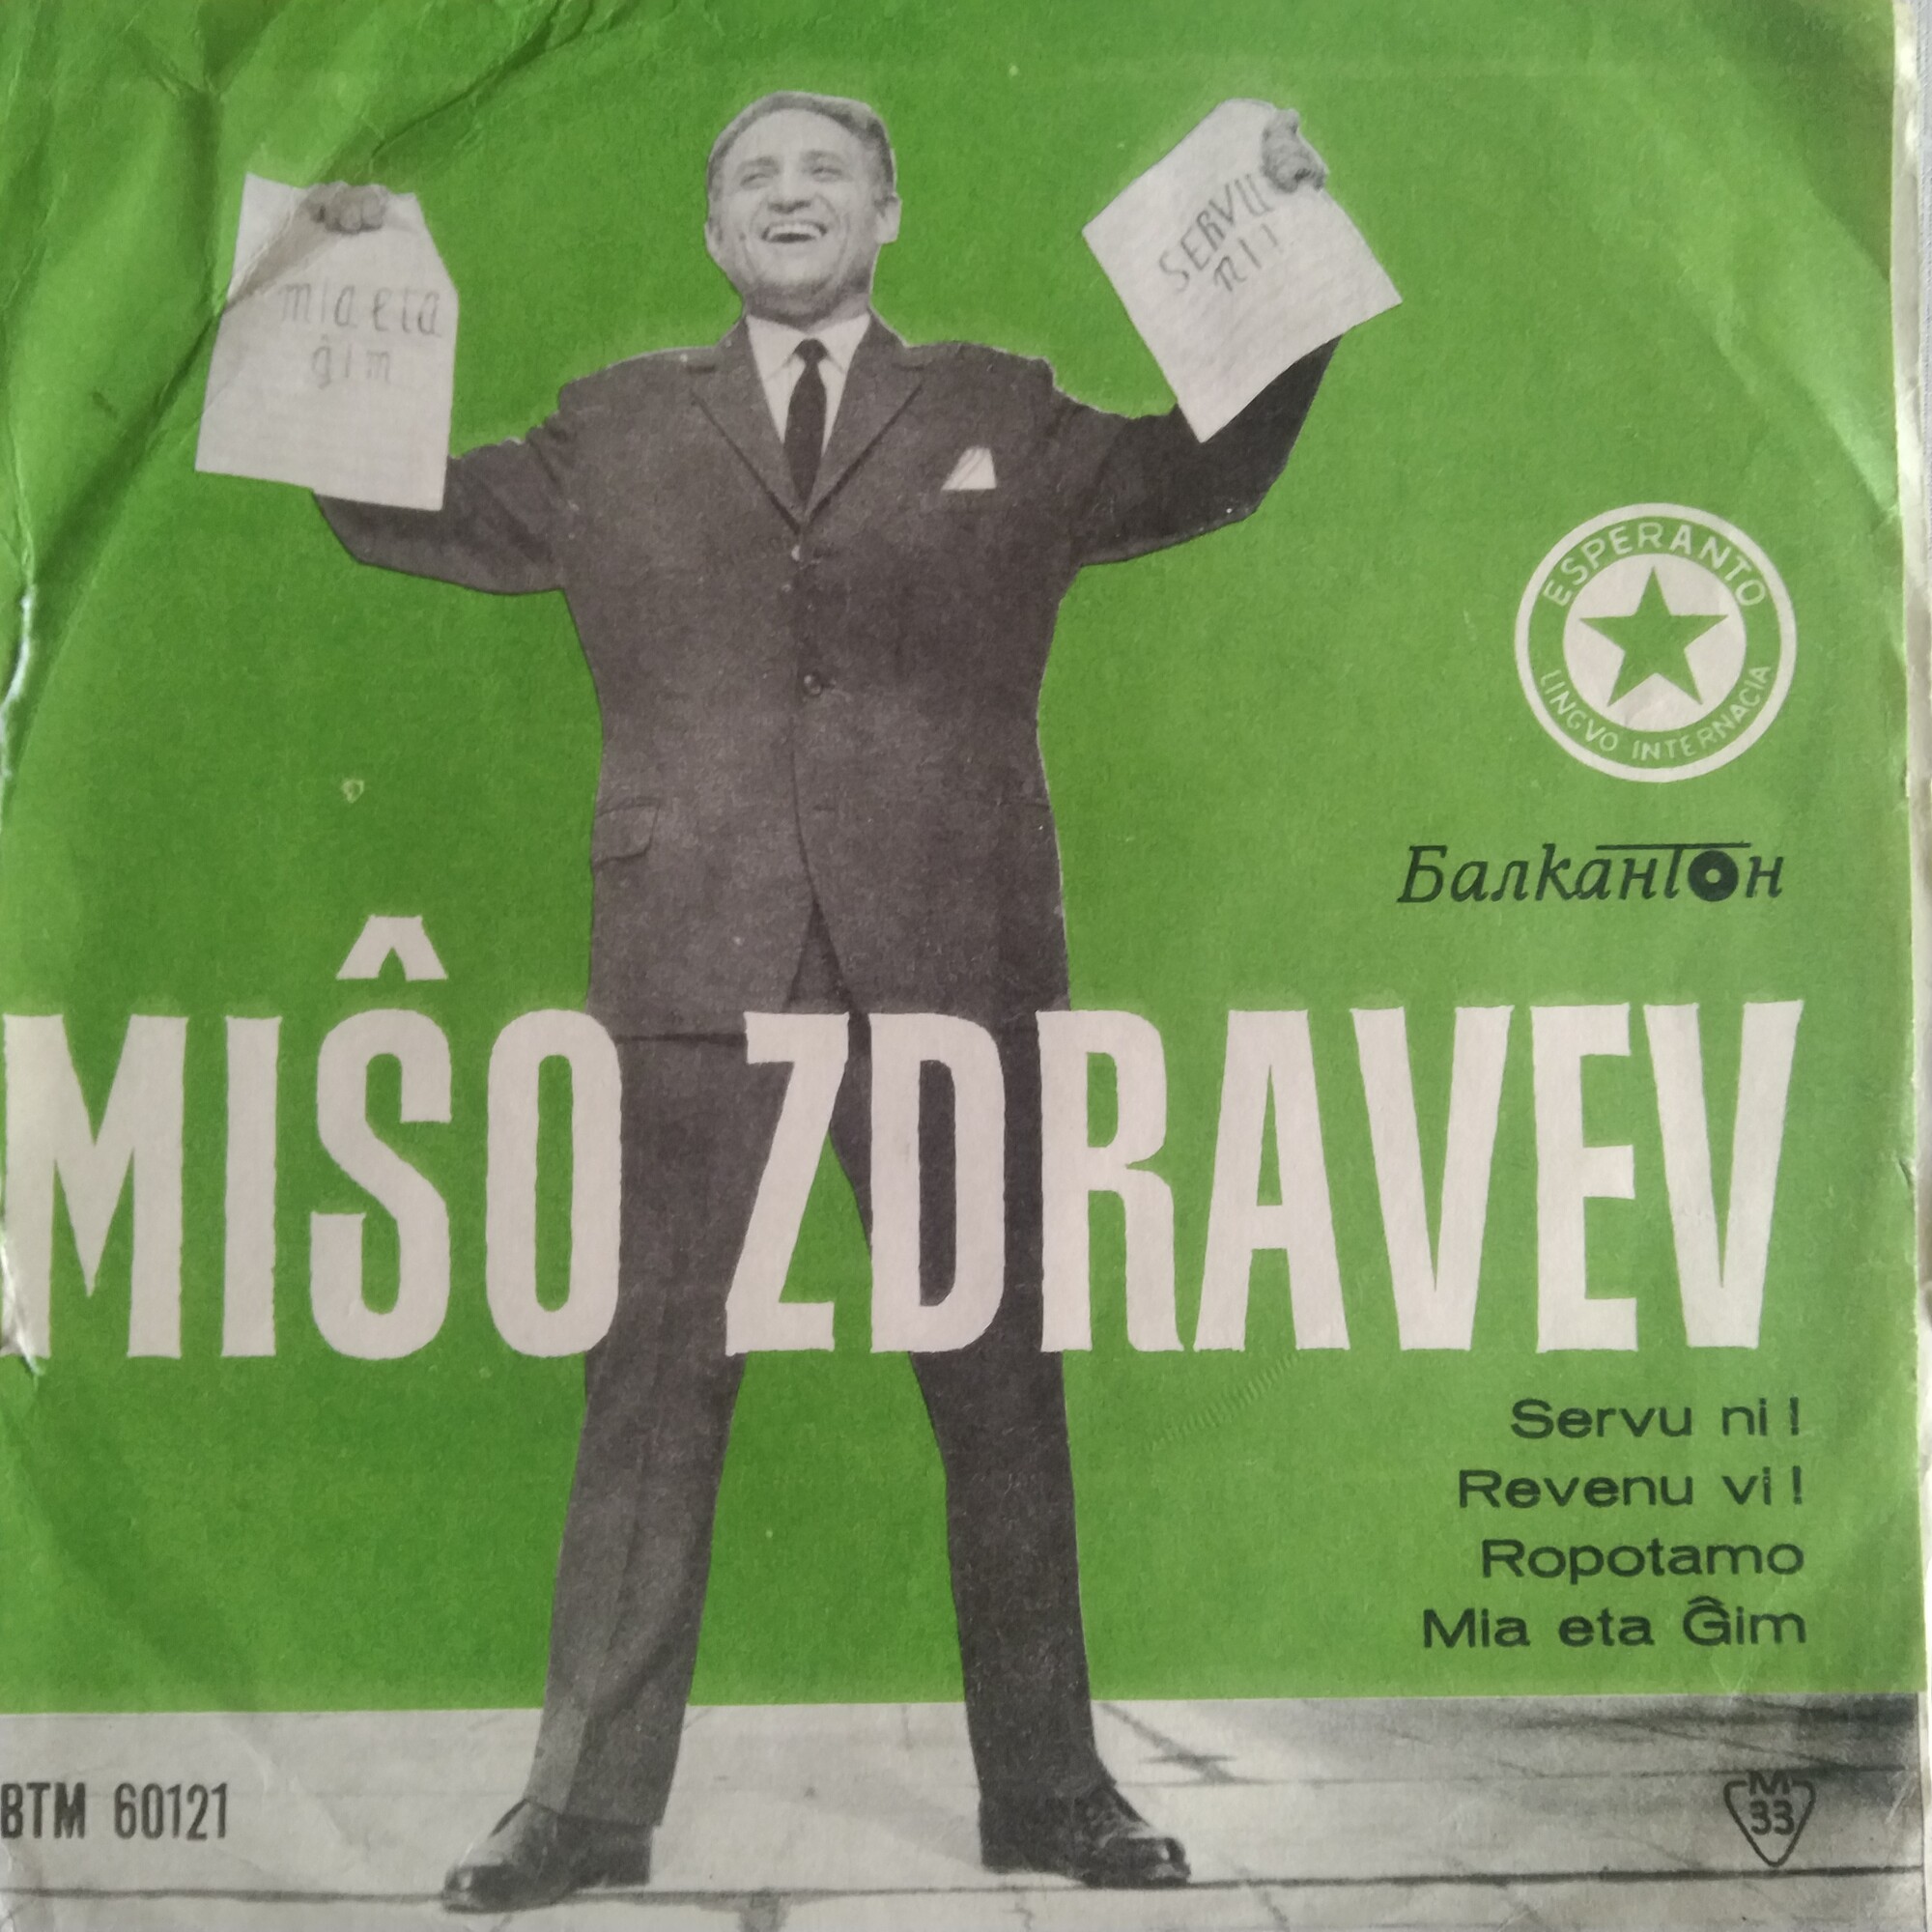 mia eta
ĝim
SERVU
NI!
ESPERANTO
LINGVO INTERNACIA
Балкантон
MIŜO ZDRAVEV
Servu ni!
Revenu vi!
Ropotamo
Mia eta Ĝim
BTM 60121
M
33